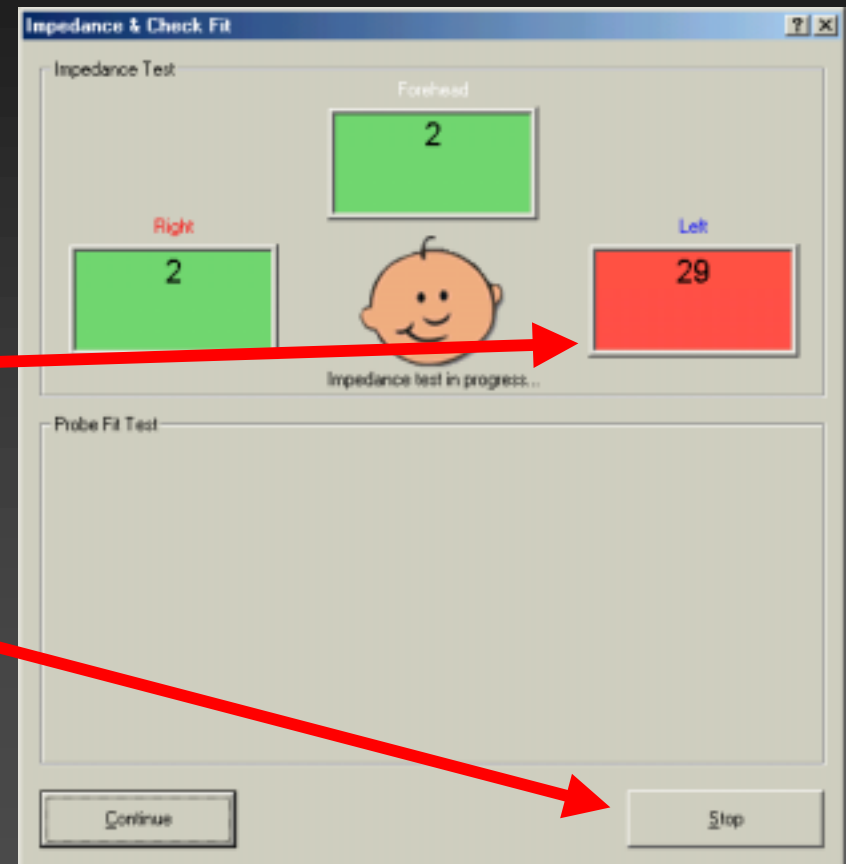 Impedance & Check Fit
Impedance Test
Forehead
2
Right
Left
2
29
Impedance test in progress...
Probe Fit Test
Continue
Stop